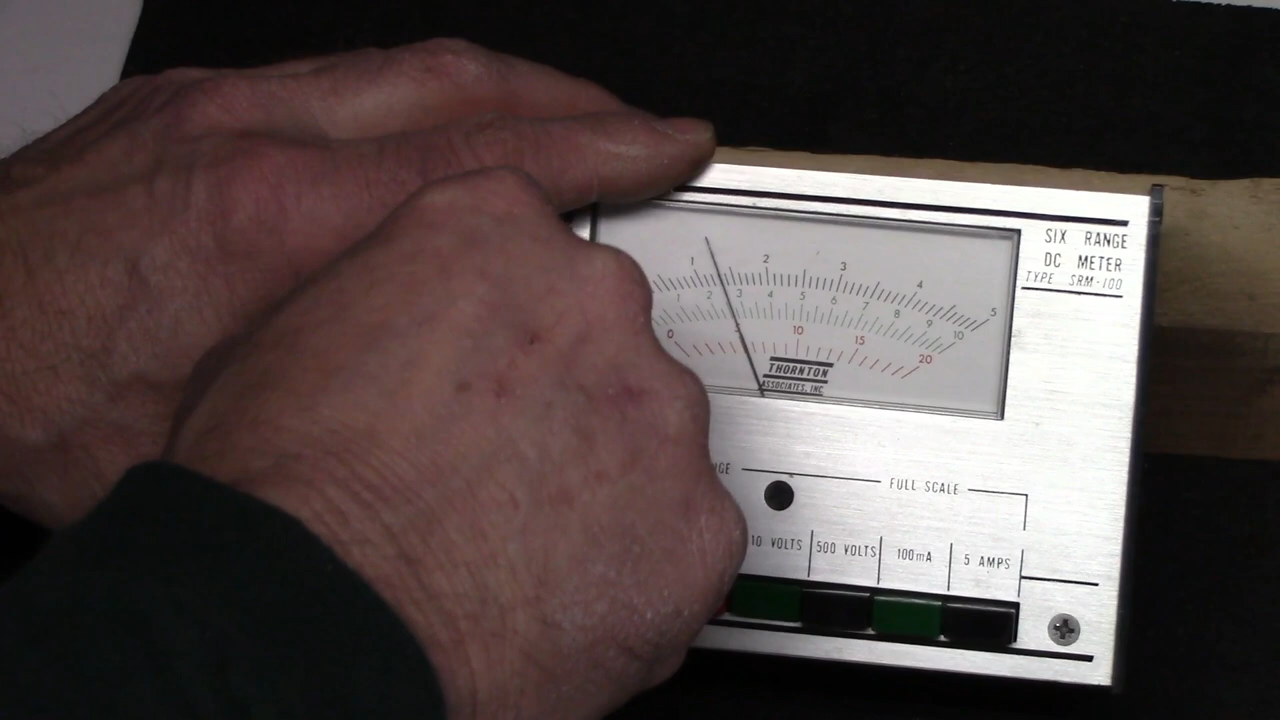 SIX RANGE
DC METER
TYPE SRM-100
1 2 3 4 5
1 2 3 4 5 6 7 8 9 10
0 5 10 15 20
THORNTON
ASSOCIATES, INC
FULL SCALE
10 VOLTS 500 VOLTS 100mA 5 AMPS